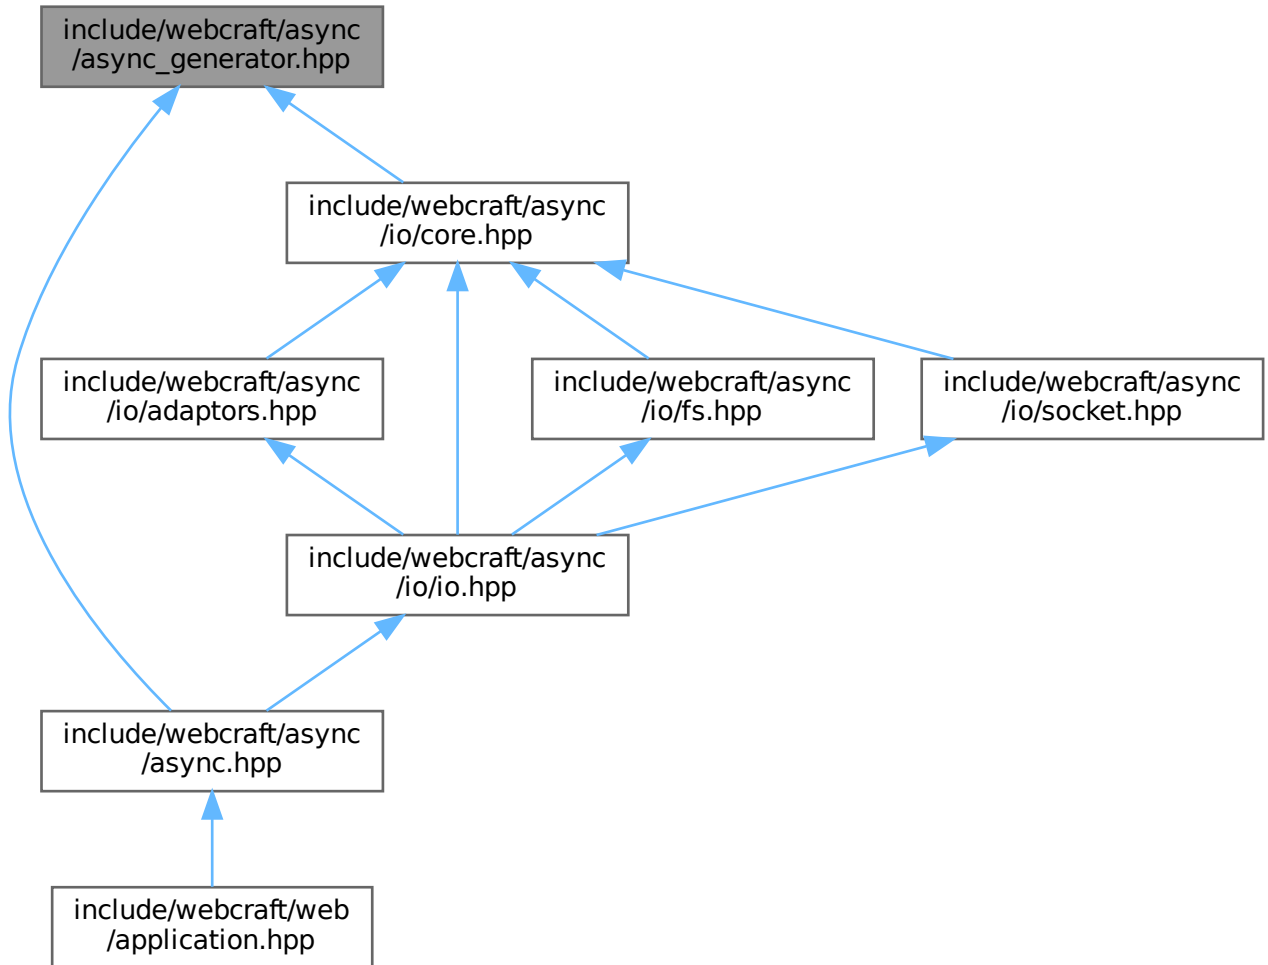 include/webcraft/async
/async_generator.hpp
include/webcraft/async
/io/core.hpp
include/webcraft/async
/io/adaptors.hpp
include/webcraft/async
/io/fs.hpp
include/webcraft/async
/io/socket.hpp
include/webcraft/async
/io/io.hpp
include/webcraft/async
/async.hpp
include/webcraft/web
/application.hpp